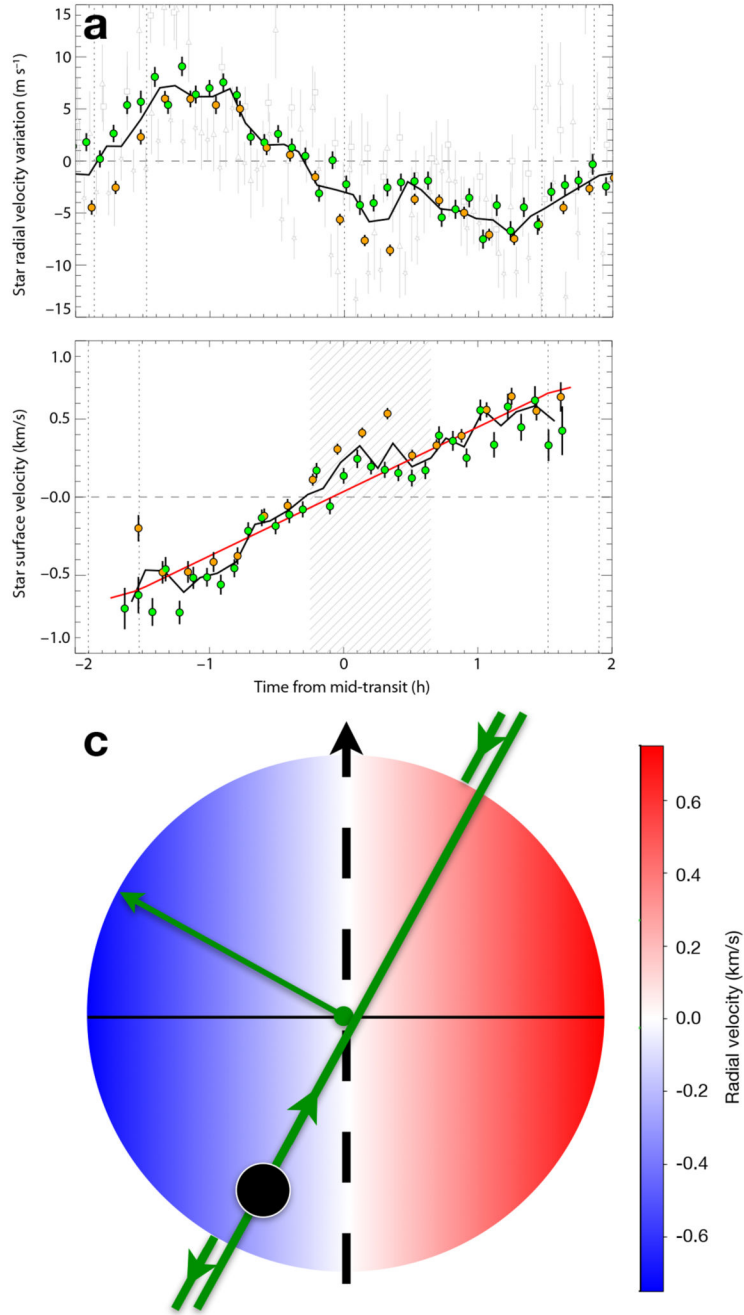 a
15
10
5
0
−5
−10
−15
Star radial velocity variation (m s⁻¹)
1.0
0.5
−0.0
−0.5
−1.0
Star surface velocity (km/s)
−2 −1 0 1 2
Time from mid-transit (h)
c
0.6
0.4
0.2
0.0
-0.2
-0.4
-0.6
Radial velocity (km/s)